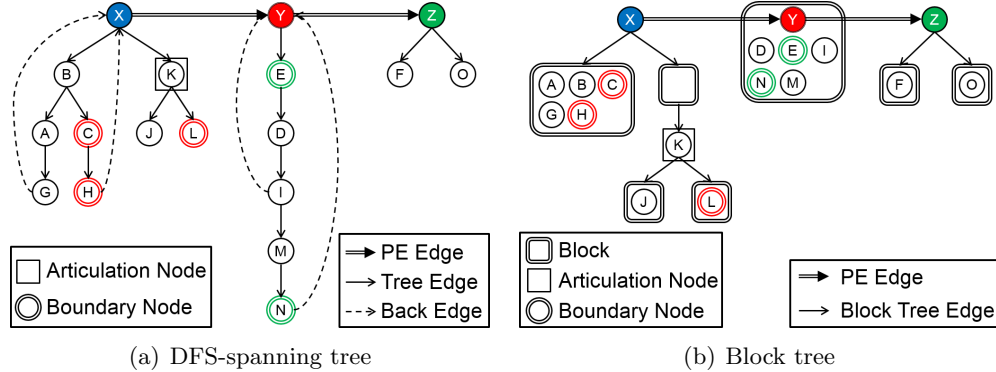 X Y Z
B K E F O
A C J L D
G H I
M
N
Articulation Node
Boundary Node
PE Edge
Tree Edge
Back Edge
(a) DFS-spanning tree
X Y Z
A B C
G H
D E I
N M
F O
K
J L
Block
Articulation Node
Boundary Node
PE Edge
Block Tree Edge
(b) Block tree